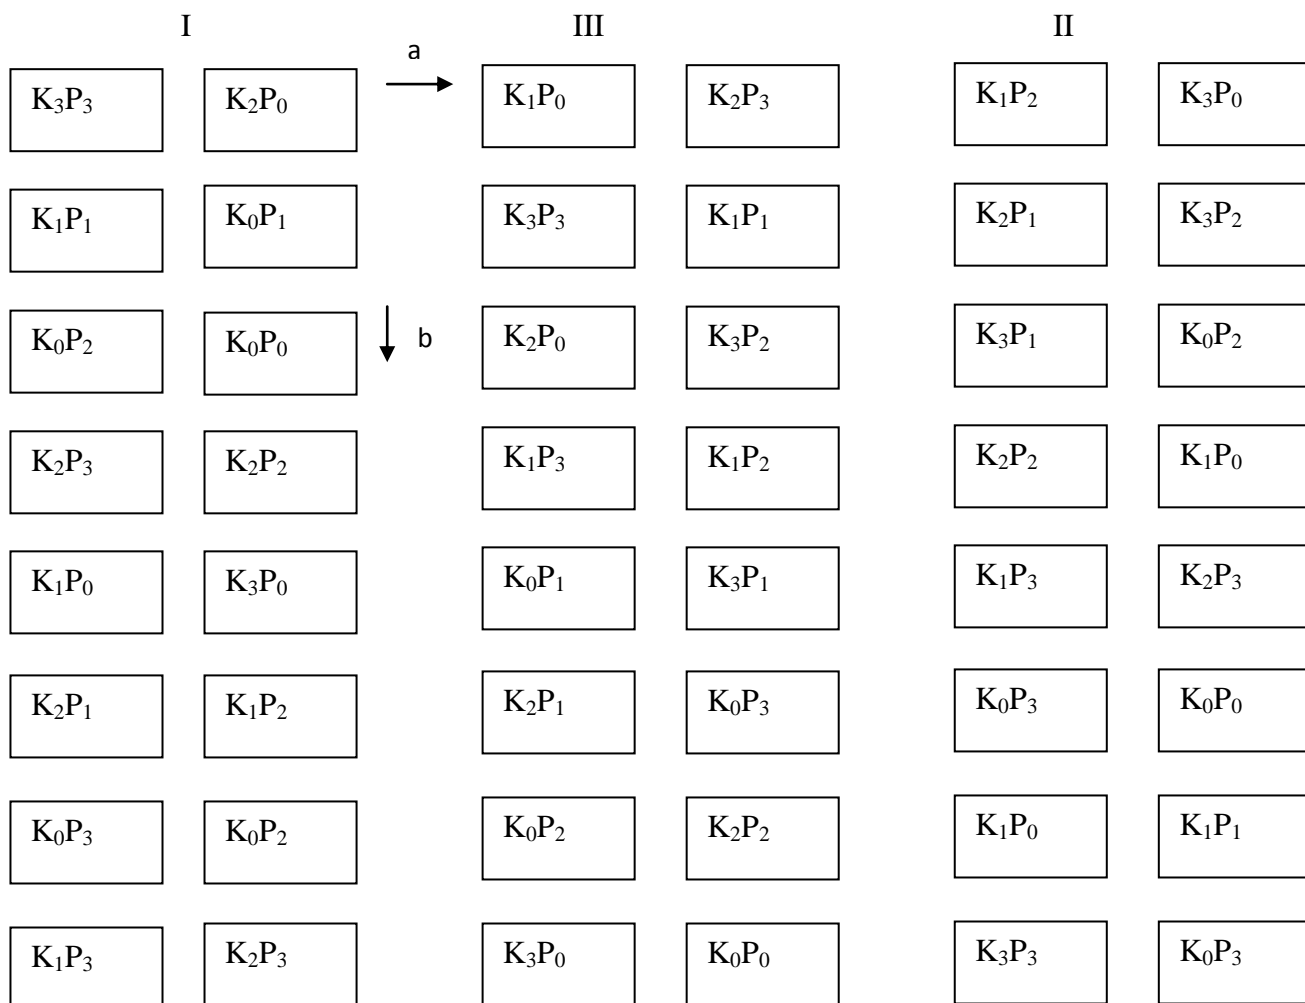 I III II
a
K₃P₃ K₂P₀ K₁P₀ K₂P₃ K₁P₂ K₃P₀
K₁P₁ K₀P₁ K₃P₃ K₁P₁ K₂P₁ K₃P₂
b
K₀P₂ K₀P₀ K₂P₀ K₃P₂ K₃P₁ K₀P₂
K₂P₃ K₂P₂ K₁P₃ K₁P₂ K₂P₂ K₁P₀
K₁P₀ K₃P₀ K₀P₁ K₃P₁ K₁P₃ K₂P₃
K₂P₁ K₁P₂ K₂P₁ K₀P₃ K₀P₃ K₀P₀
K₀P₃ K₀P₂ K₀P₂ K₂P₂ K₁P₀ K₁P₁
K₁P₃ K₂P₃ K₃P₀ K₀P₀ K₃P₃ K₀P₃